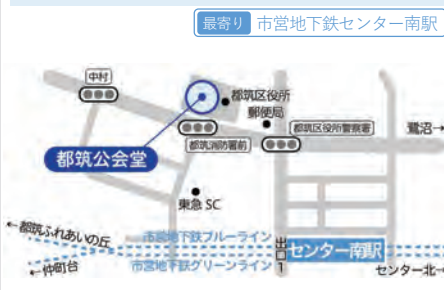 最寄り 市営地下鉄センター南駅
中村
都筑区役所
郵便局
都筑区役所警察署
鷺沼→
都筑消防署前
都筑公会堂
東急 SC
←都筑ふれあいの丘
市営地下鉄ブルーライン
出口1
センター南駅
←仲町台
市営地下鉄グリーンライン
センター北→